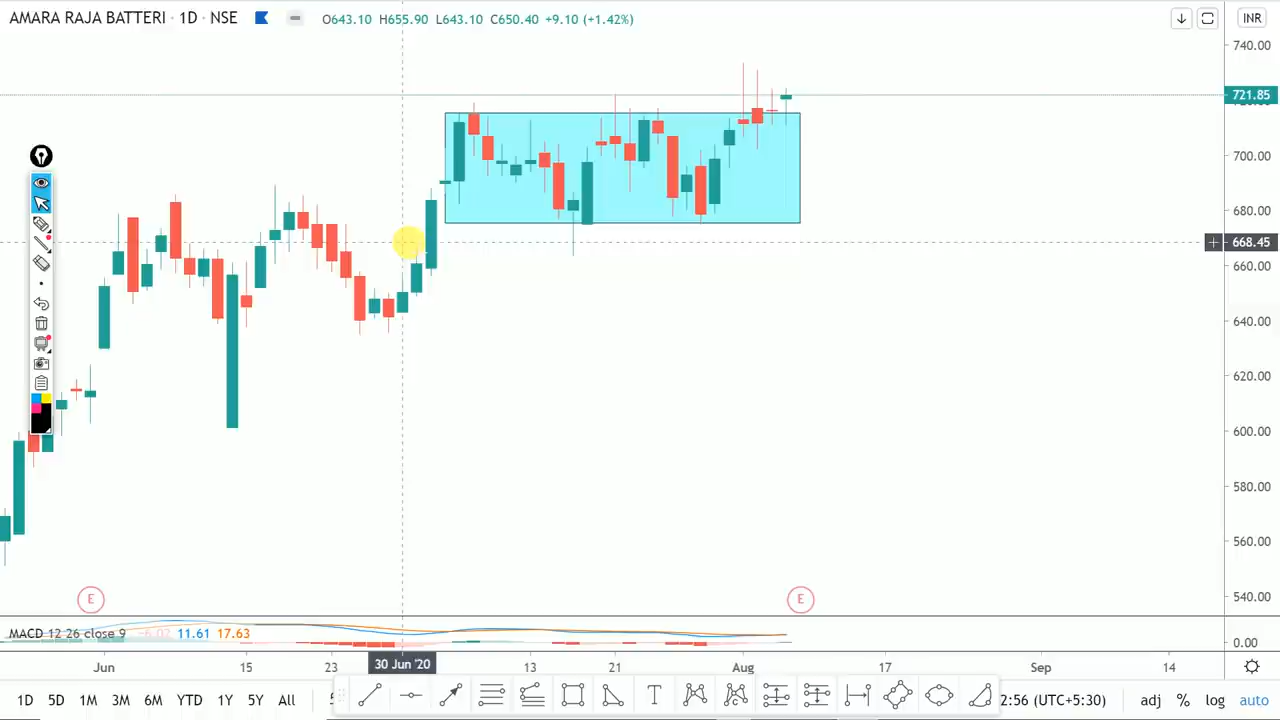 AMARA RAJA BATTERI · 1D · NSE O643.10 H655.90 L643.10 C650.40 +9.10 (+1.42%) INR
740.00
721.85
700.00
680.00
668.45
660.00
640.00
620.00
600.00
580.00
560.00
540.00
E E
MACD 12 26 close 9 -6.02 11.61 17.63
0.00
Jun 15 23 30 Jun '20 13 21 Aug 17 Sep 14
1D 5D 1M 3M 6M YTD 1Y 5Y All T 2:56 (UTC+5:30) adj % log auto